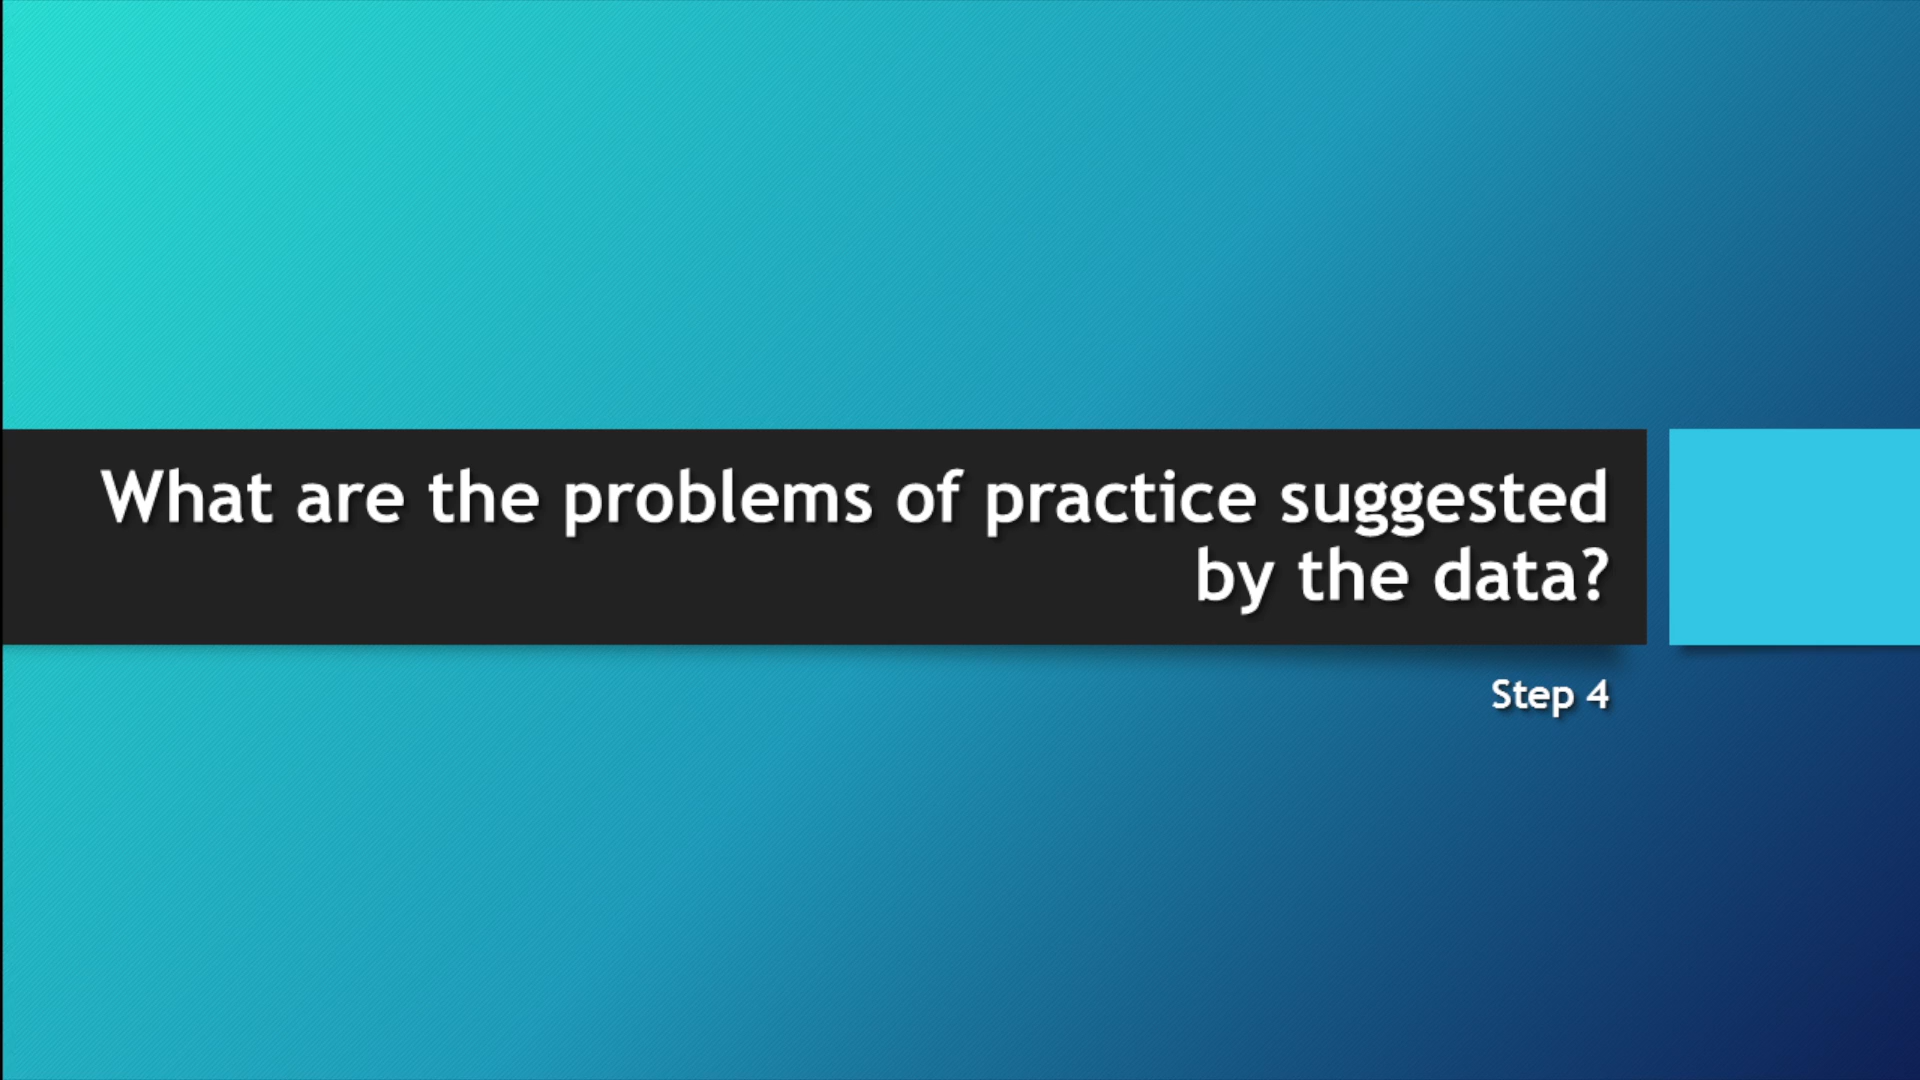 What are the problems of practice suggested
by the data?
Step 4